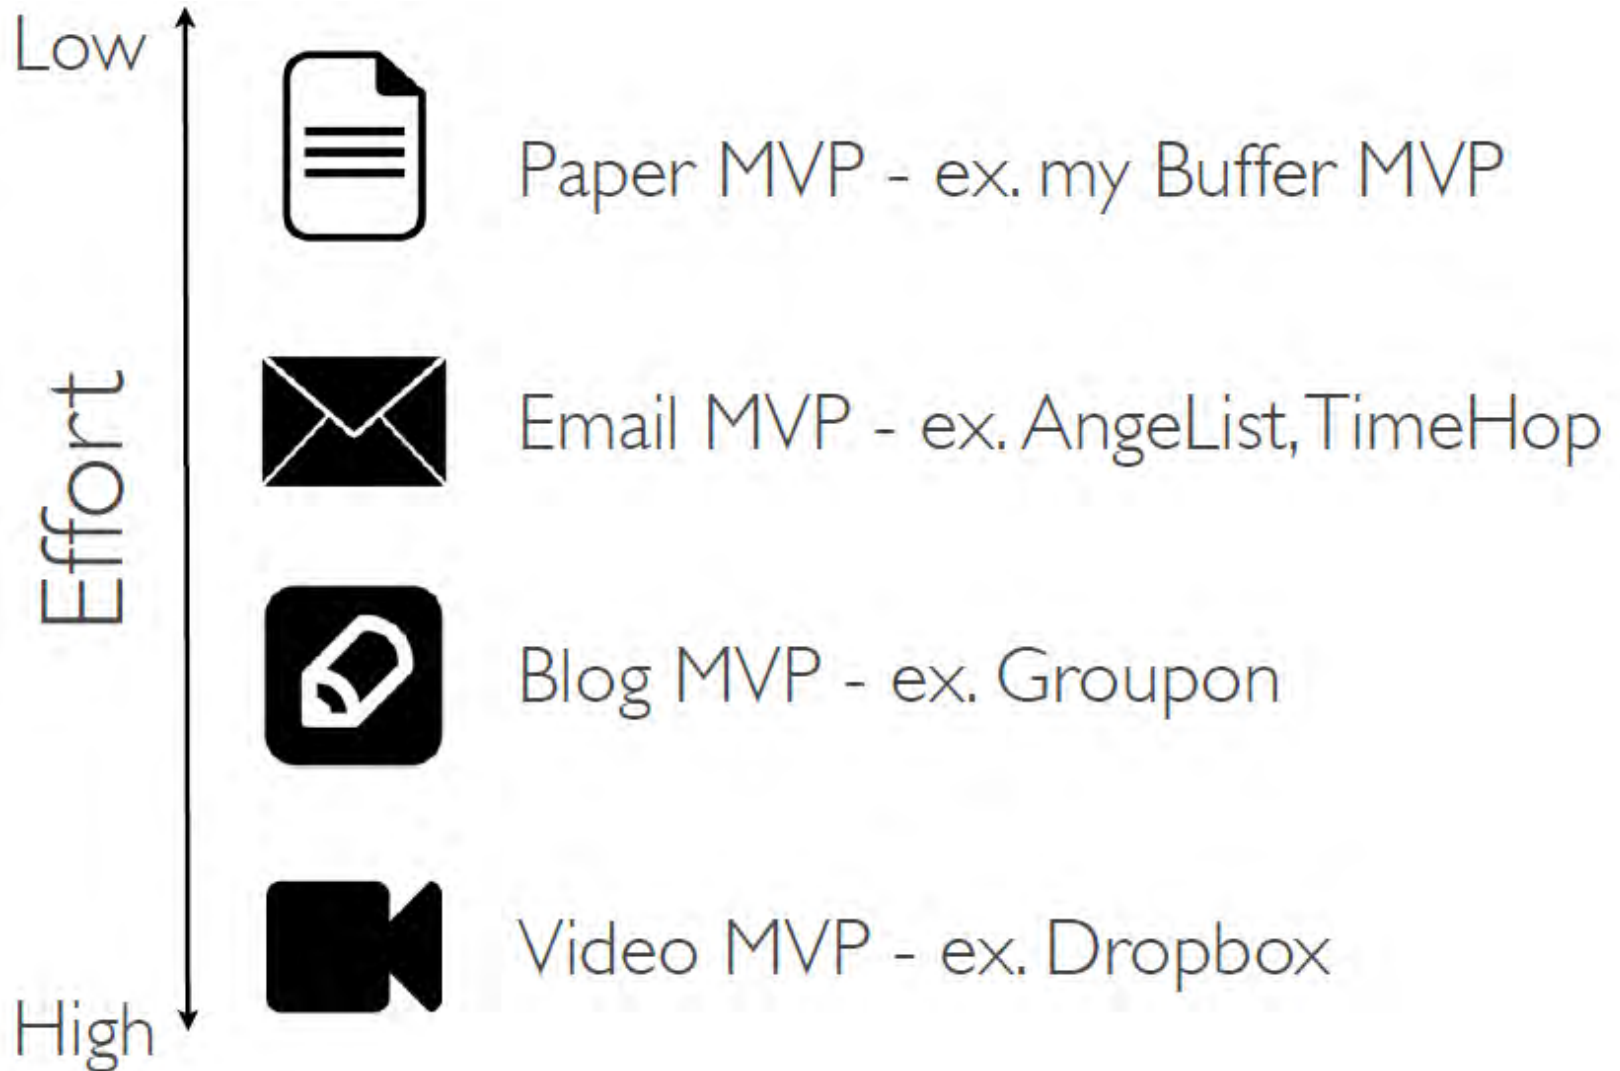 Low
Paper MVP - ex. my Buffer MVP
Email MVP - ex. AngeList, TimeHop
Effort
Blog MVP - ex. Groupon
Video MVP - ex. Dropbox
High